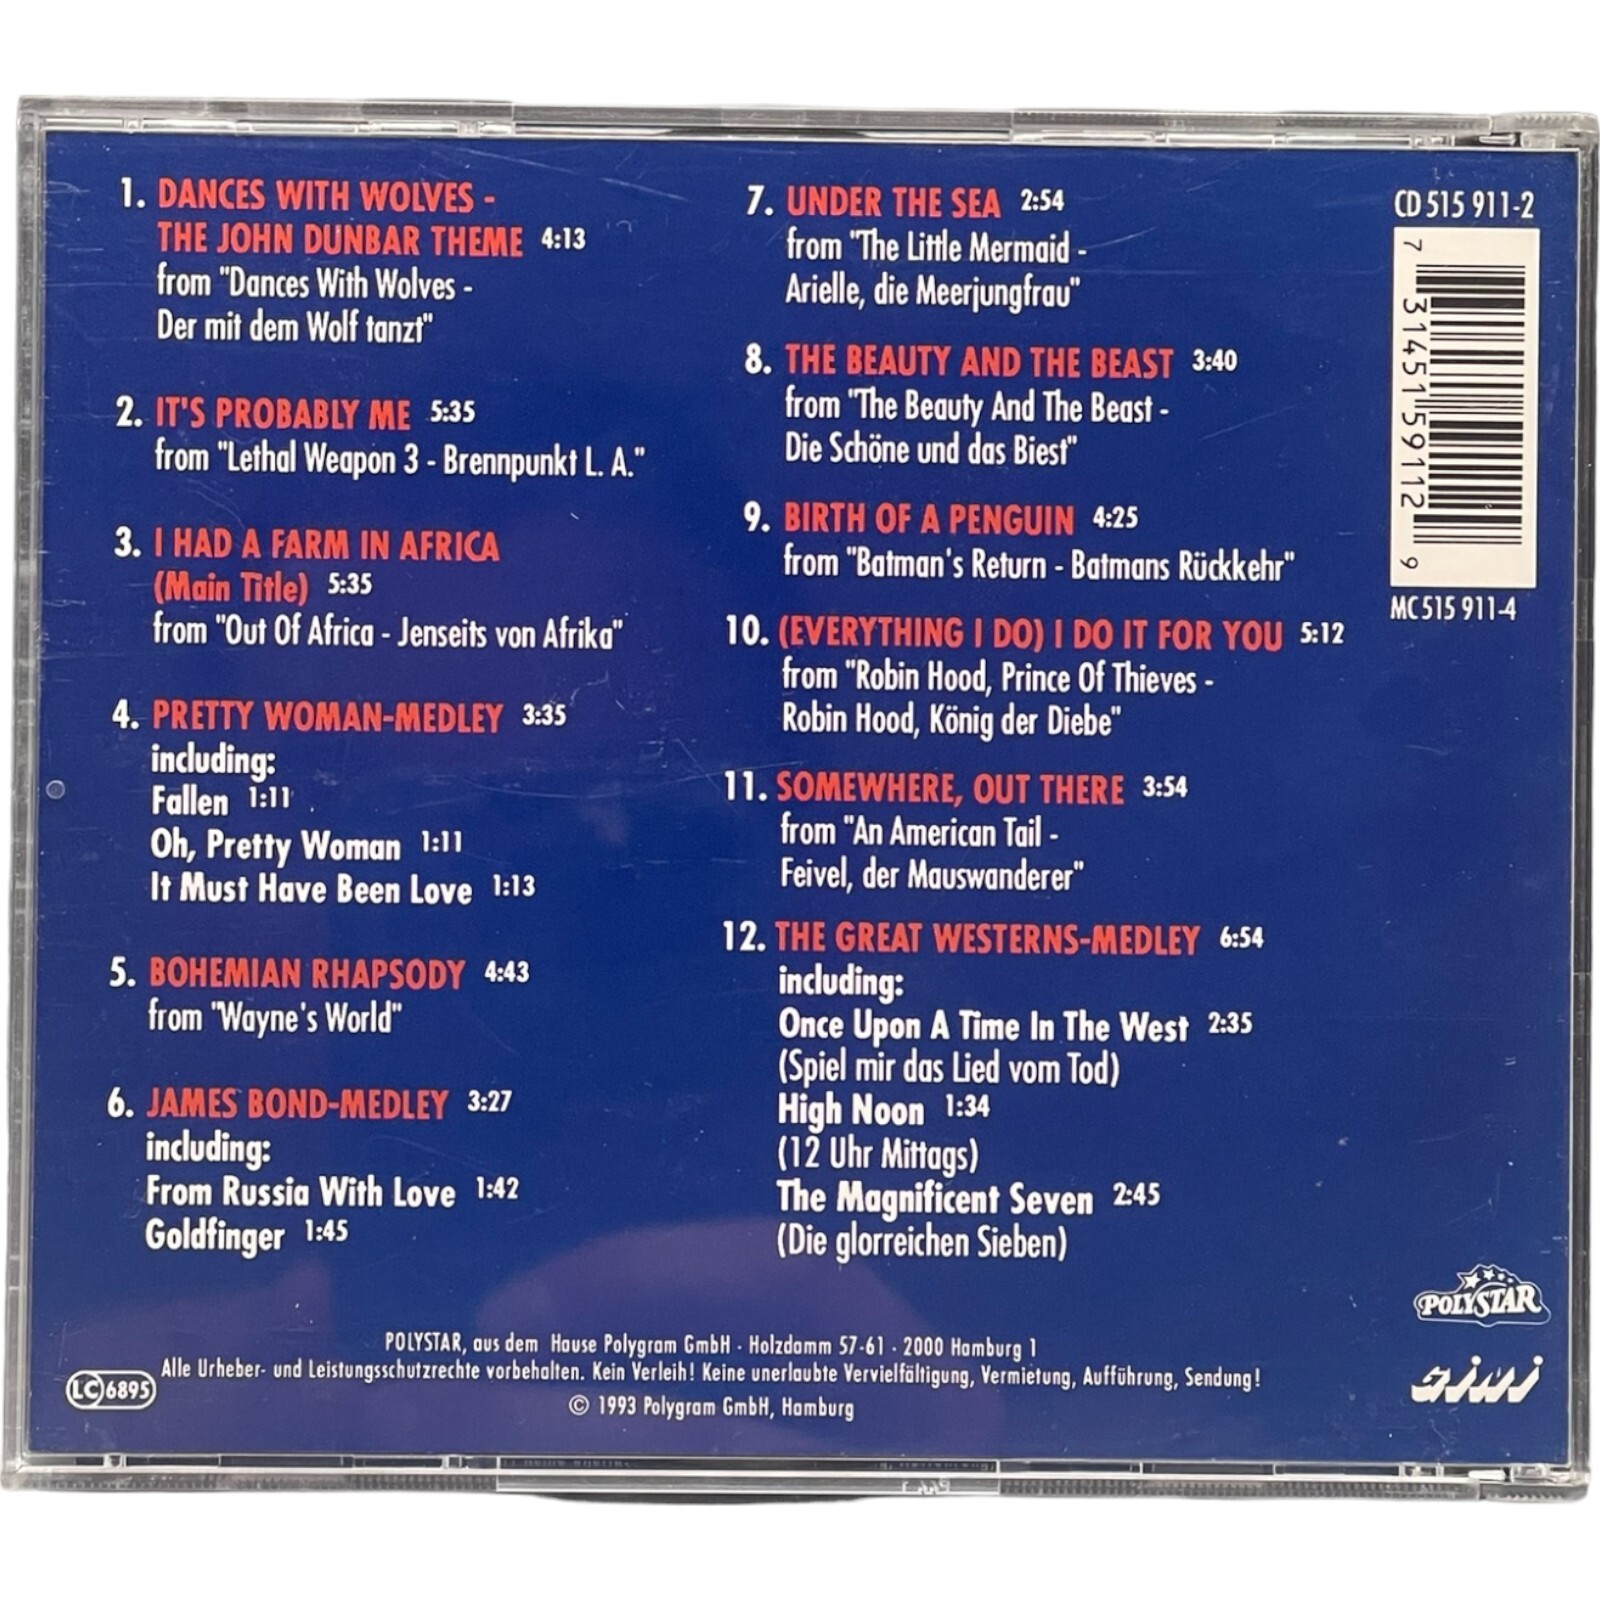 1. DANCES WITH WOLVES -
THE JOHN DUNBAR THEME 4:13
from "Dances With Wolves -
Der mit dem Wolf tanzt"
2. IT'S PROBABLY ME 5:35
from "Lethal Weapon 3 - Brennpunkt L. A."
3. I HAD A FARM IN AFRICA
(Main Title) 5:35
from "Out Of Africa - Jenseits von Afrika"
4. PRETTY WOMAN-MEDLEY 3:35
including:
Fallen 1:11
Oh, Pretty Woman 1:11
It Must Have Been Love 1:13
5. BOHEMIAN RHAPSODY 4:43
from "Wayne's World"
6. JAMES BOND-MEDLEY 3:27
including:
From Russia With Love 1:42
Goldfinger 1:45
7. UNDER THE SEA 2:54
from "The Little Mermaid -
Arielle, die Meerjungfrau"
8. THE BEAUTY AND THE BEAST 3:40
from "The Beauty And The Beast -
Die Schöne und das Biest"
9. BIRTH OF A PENGUIN 4:25
from "Batman's Return - Batmans Rückkehr"
10. (EVERYTHING I DO) I DO IT FOR YOU 5:12
from "Robin Hood, Prince Of Thieves -
Robin Hood, König der Diebe"
11. SOMEWHERE, OUT THERE 3:54
from "An American Tail -
Feivel, der Mauswanderer"
12. THE GREAT WESTERNS-MEDLEY 6:54
including:
Once Upon A Time In The West 2:35
(Spiel mir das Lied vom Tod)
High Noon 1:34
(12 Uhr Mittags)
The Magnificent Seven 2:45
(Die glorreichen Sieben)
CD 515 911-2
7 31451 59112 9
MC 515 911-4
POLYSTAR
POLYSTAR, aus dem Hause Polygram GmbH · Holzdamm 57-61 · 2000 Hamburg 1
Alle Urheber- und Leistungsschutzrechte vorbehalten. Kein Verleih! Keine unerlaubte Vervielfältigung, Vermietung, Aufführung, Sendung!
© 1993 Polygram GmbH, Hamburg
LC 6895